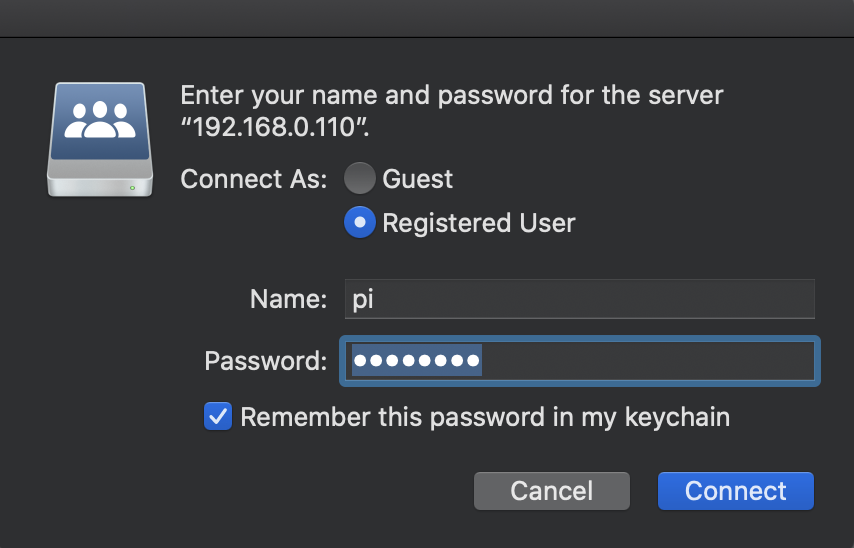 Enter your name and password for the server
“192.168.0.110”.
Connect As: Guest
Registered User
Name: pi
Password: ••••••••
Remember this password in my keychain
Cancel Connect